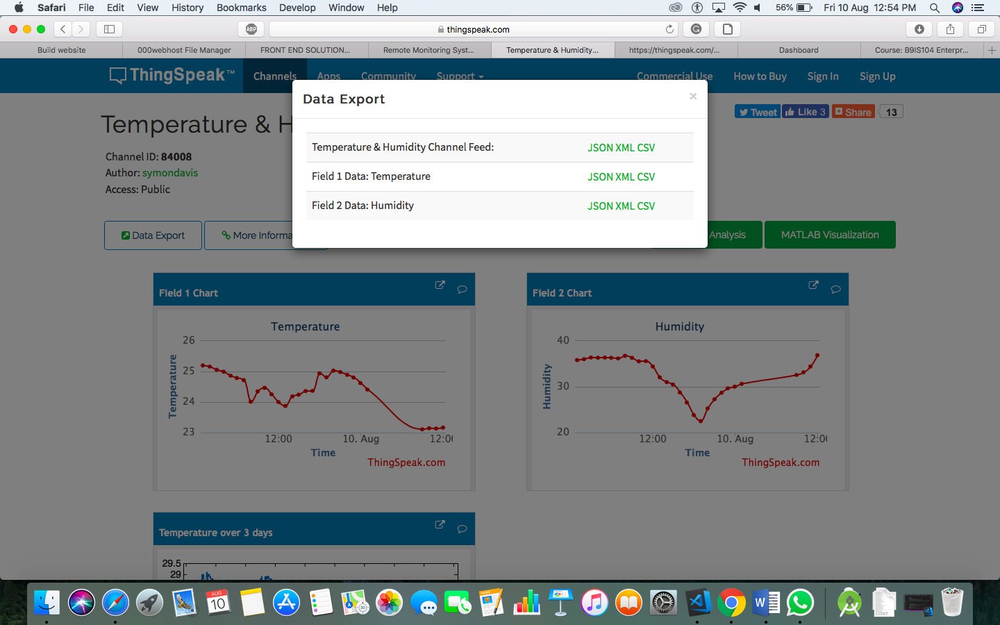 Safari File Edit View History Bookmarks Develop Window Help 56% Fri 10 Aug 12:54 PM
ABP thingspeak.com
Build website 000webhost File Manager FRONT END SOLUTION... Remote Monitoring Syst... Temperature & Humidity... https://thingspeak.com/... Dashboard Course: B9IS104 Enterpr...
ThingSpeak™ Channels Apps Community Support Commercial Use How to Buy Sign In Sign Up
Data Export ×
Tweet Like 3 Share 13
Temperature & H
Temperature & Humidity Channel Feed: JSON XML CSV
Channel ID: 84008
Author: symondavis
Access: Public
Field 1 Data: Temperature JSON XML CSV
Field 2 Data: Humidity JSON XML CSV
Data Export More Informa Analysis MATLAB Visualization
Field 1 Chart
Temperature
26
25
24
23
Temperature
12:00 10. Aug 12:0
Time
ThingSpeak.com
Field 2 Chart
Humidity
40
30
20
Humidity
12:00 10. Aug 12:0
Time
ThingSpeak.com
Temperature over 3 days
29.5
29
AUG
10
PAGES
TXT